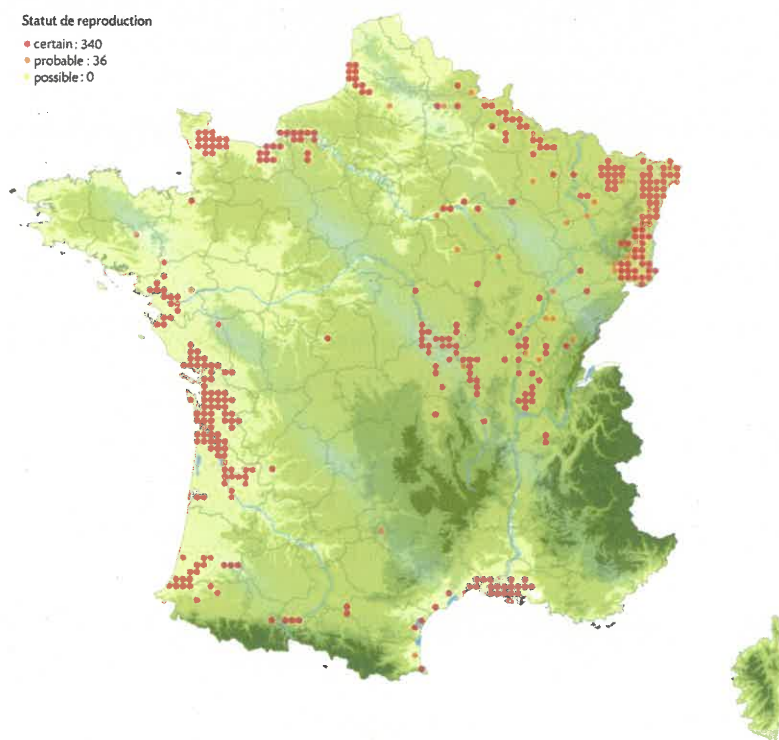 Statut de reproduction
certain : 340
probable : 36
possible : 0